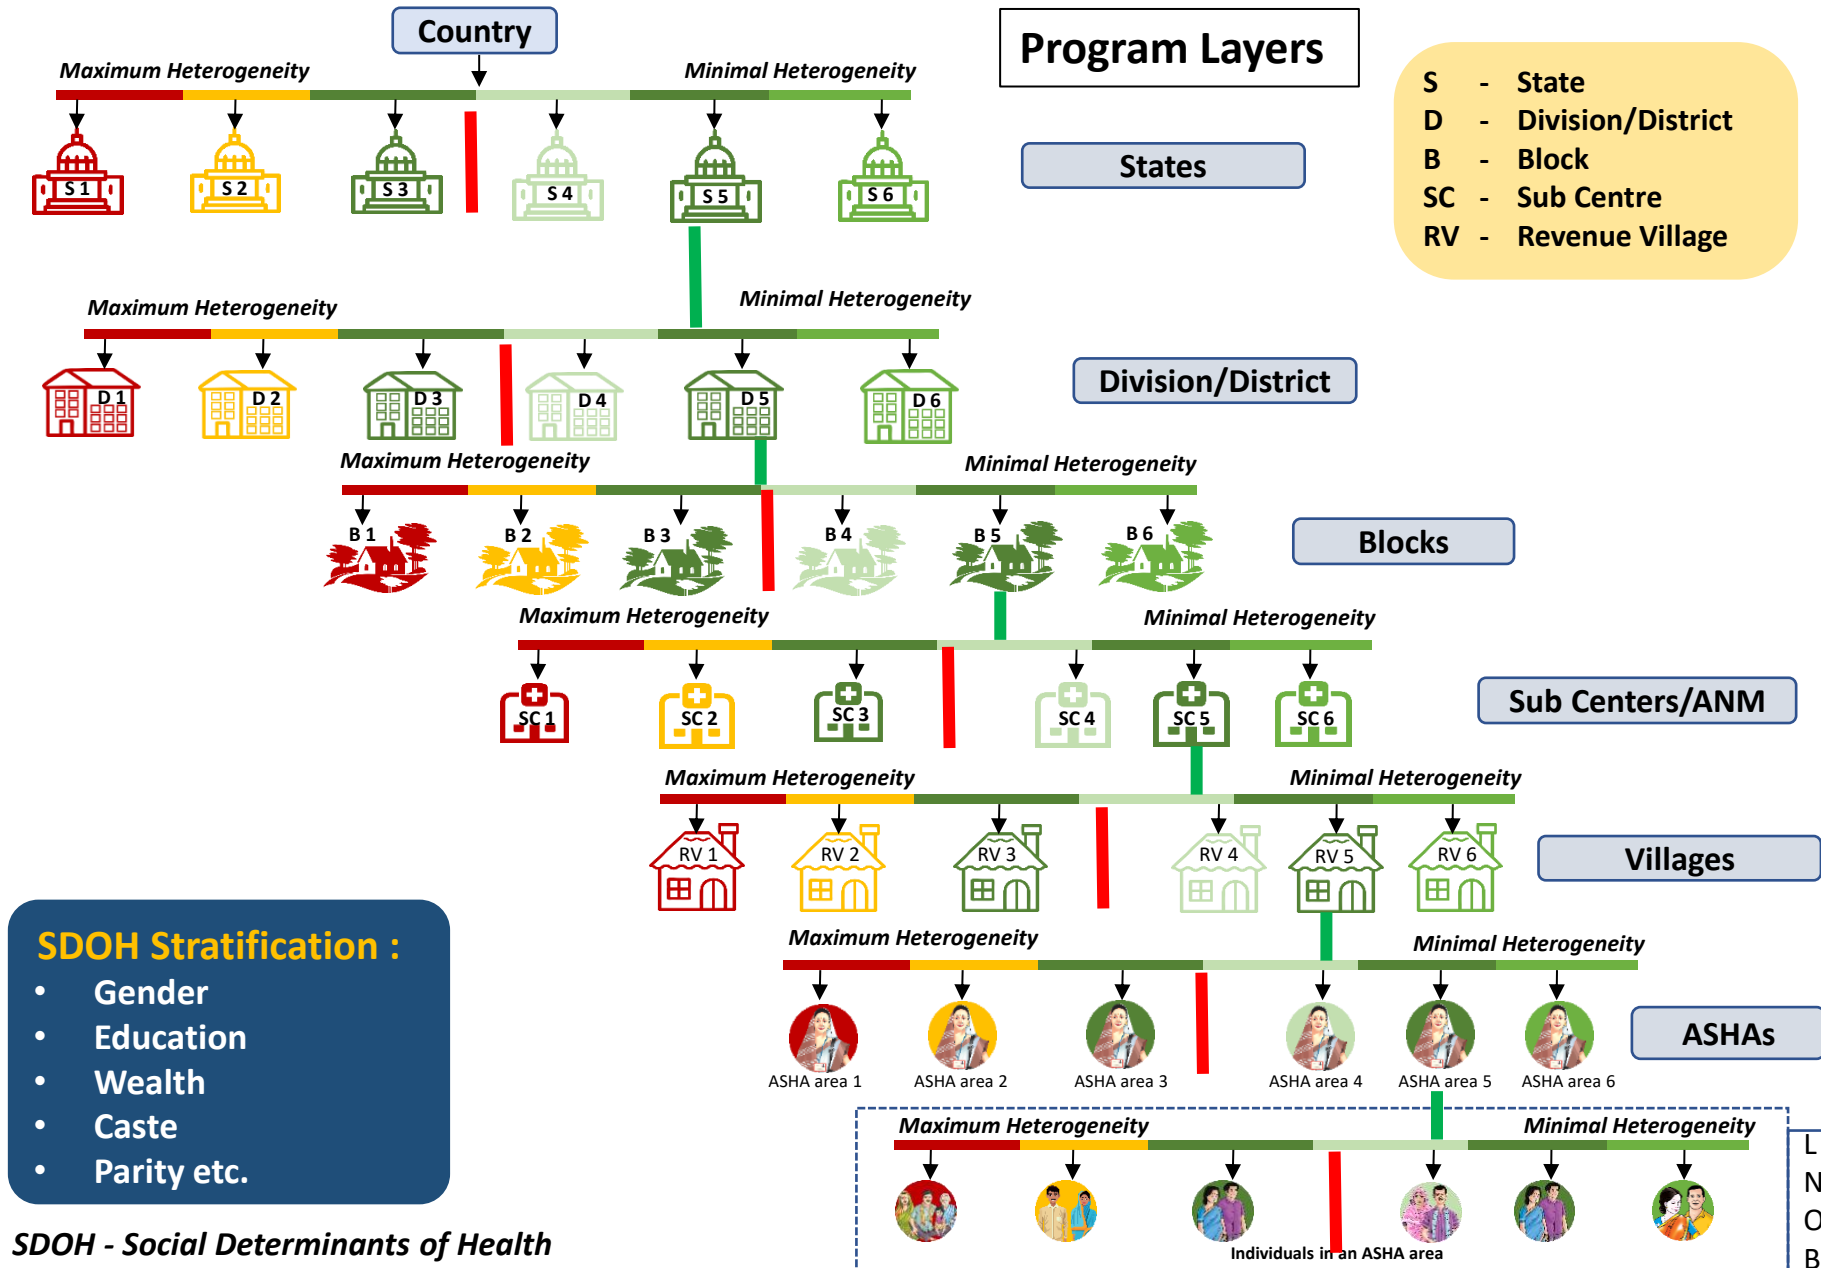 Country
Program Layers
Maximum Heterogeneity
Minimal Heterogeneity
S - State
D - Division/District
B - Block
SC - Sub Centre
RV - Revenue Village
S 1
S 2
S 3
S 4
S 5
S 6
States
Maximum Heterogeneity
Minimal Heterogeneity
D 1
D 2
D 3
D 4
D 5
D 6
Division/District
Maximum Heterogeneity
Minimal Heterogeneity
B 1
B 2
B 3
B 4
B 5
B 6
Blocks
Maximum Heterogeneity
Minimal Heterogeneity
SC 1
SC 2
SC 3
SC 4
SC 5
SC 6
Sub Centers/ANM
Maximum Heterogeneity
Minimal Heterogeneity
RV 1
RV 2
RV 3
RV 4
RV 5
RV 6
Villages
Maximum Heterogeneity
Minimal Heterogeneity
ASHA area 1
ASHA area 2
ASHA area 3
ASHA area 4
ASHA area 5
ASHA area 6
ASHAs
Maximum Heterogeneity
Minimal Heterogeneity
Individuals in an ASHA area
L
N
O
B
SDOH Stratification :
• Gender
• Education
• Wealth
• Caste
• Parity etc.
SDOH - Social Determinants of Health